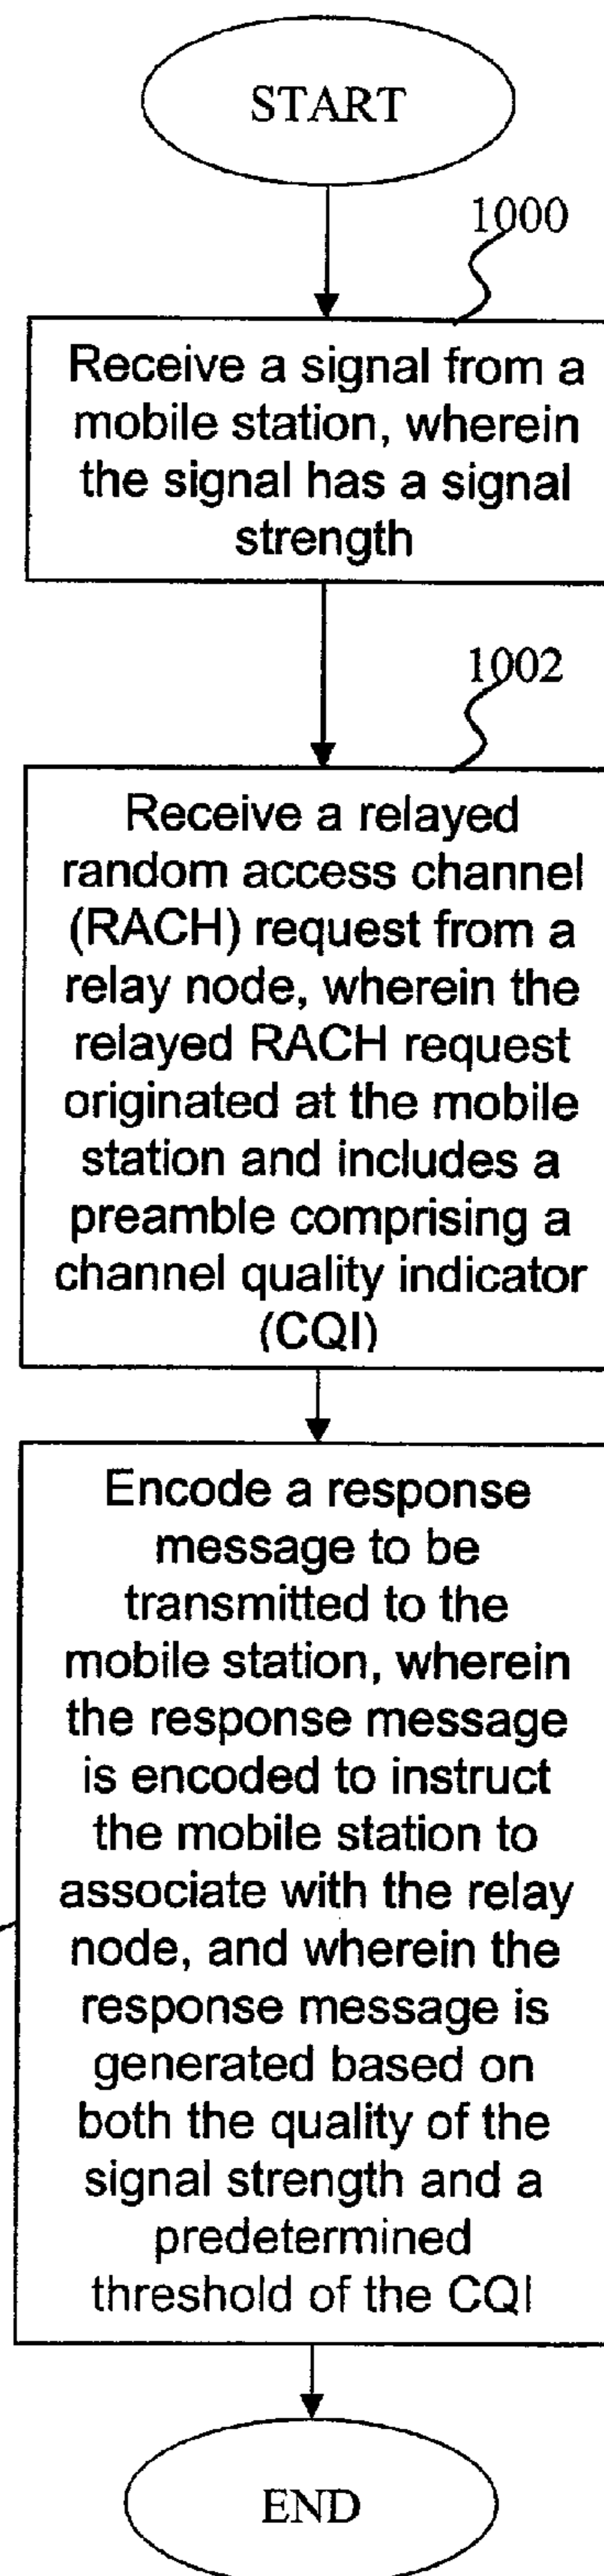 START
1000
Receive a signal from a
mobile station, wherein
the signal has a signal
strength
1002
Receive a relayed
random access channel
(RACH) request from a
relay node, wherein the
relayed RACH request
originated at the mobile
station and includes a
preamble comprising a
channel quality indicator
(CQI)
Encode a response
message to be
transmitted to the
mobile station, wherein
the response message
is encoded to instruct
the mobile station to
associate with the relay
node, and wherein the
response message is
generated based on
both the quality of the
signal strength and a
predetermined
threshold of the CQI
END